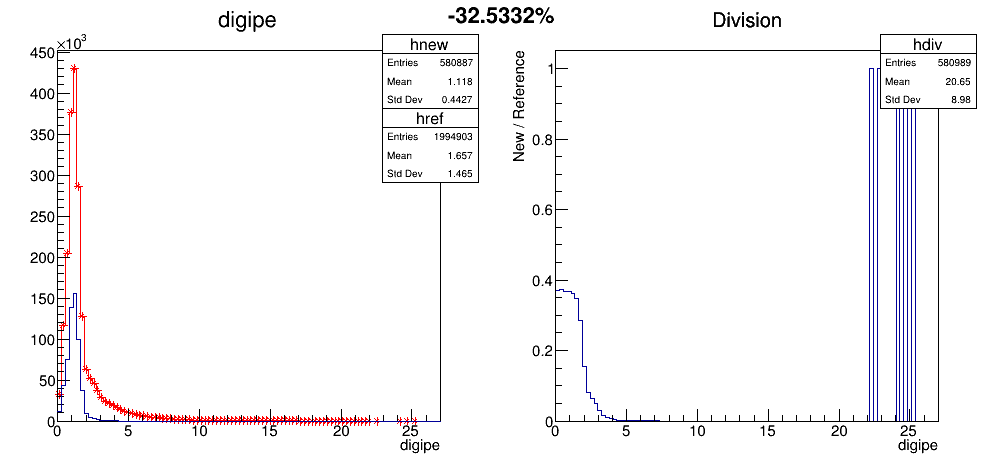 -32.5332%
digipe
×10³
450
400
350
300
250
200
150
100
50
0
0 5 10 15 20 25
digipe
hnew
Entries 580887
Mean 1.118
Std Dev 0.4427
href
Entries 1994903
Mean 1.657
Std Dev 1.465
Division
New / Reference
1
0.8
0.6
0.4
0.2
0
0 5 10 15 20 25
digipe
hdiv
Entries 580989
Mean 20.65
Std Dev 8.98